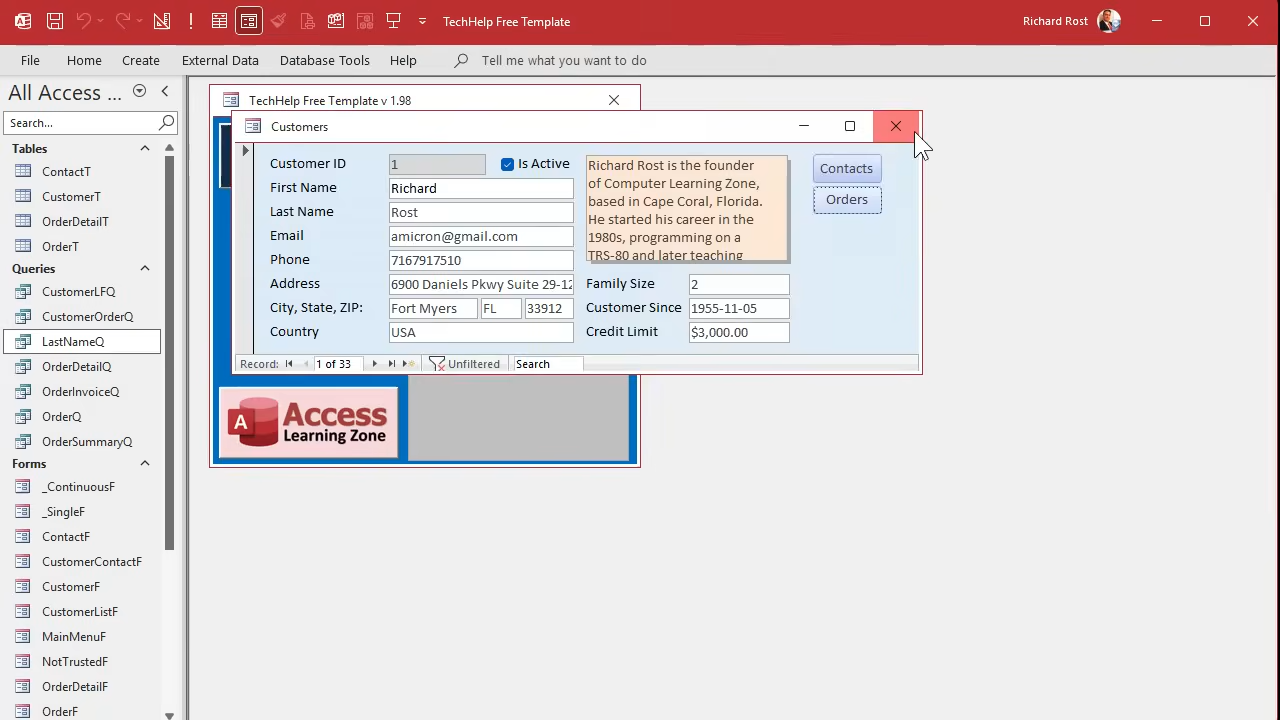 TechHelp Free Template
Richard Rost
File Home Create External Data Database Tools Help Tell me what you want to do
All Access ...
Search...
Tables
ContactT
CustomerT
OrderDetailT
OrderT
Queries
CustomerLFQ
CustomerOrderQ
LastNameQ
OrderDetailQ
OrderInvoiceQ
OrderQ
OrderSummaryQ
Forms
_ContinuousF
_SingleF
ContactF
CustomerContactF
CustomerF
CustomerListF
MainMenuF
NotTrustedF
OrderDetailF
OrderF
TechHelp Free Template v 1.98
Customers
Customer ID 1 Is Active
First Name Richard
Last Name Rost
Email amicron@gmail.com
Phone 7167917510
Address 6900 Daniels Pkwy Suite 29-12
City, State, ZIP: Fort Myers FL 33912
Country USA
Richard Rost is the founder
of Computer Learning Zone,
based in Cape Coral, Florida.
He started his career in the
1980s, programming on a
TRS-80 and later teaching
Family Size 2
Customer Since 1955-11-05
Credit Limit $3,000.00
Contacts
Orders
Record: 1 of 33 Unfiltered Search
A Access
Learning Zone